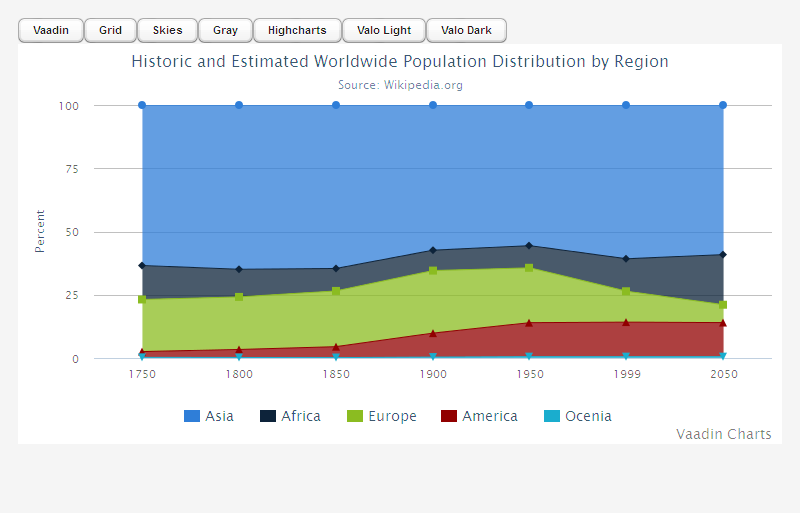 Vaadin Grid Skies Gray Highcharts Valo Light Valo Dark
Historic and Estimated Worldwide Population Distribution by Region
Source: Wikipedia.org
Percent
100
75
50
25
0
1750 1800 1850 1900 1950 1999 2050
Asia Africa Europe America Ocenia
Vaadin Charts